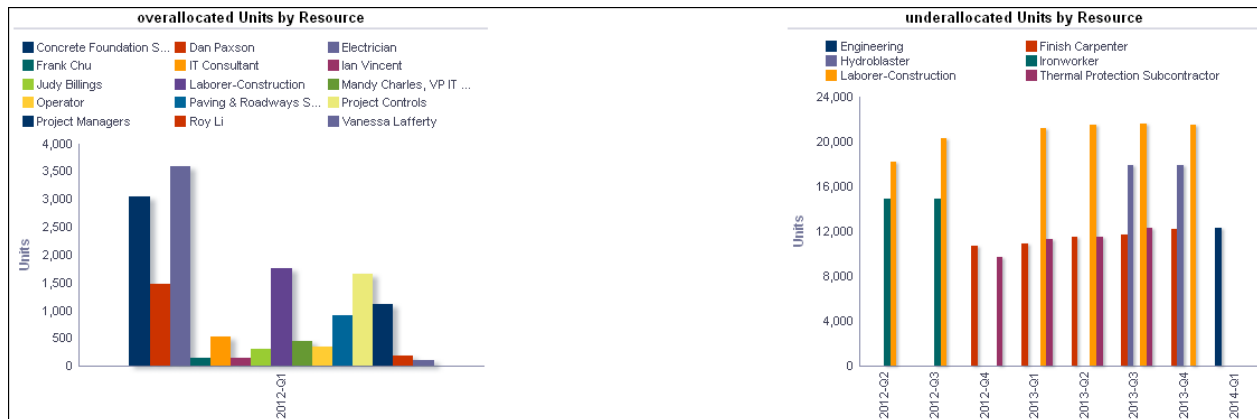 overallocated Units by Resource
Concrete Foundation S... Dan Paxson Electrician
Frank Chu IT Consultant Ian Vincent
Judy Billings Laborer-Construction Mandy Charles, VP IT ...
Operator Paving & Roadways S... Project Controls
Project Managers Roy Li Vanessa Lafferty
4,000
3,500
3,000
2,500
2,000
1,500
1,000
500
0
Units
2012-Q1
underallocated Units by Resource
Engineering Finish Carpenter
Hydroblaster Ironworker
Laborer-Construction Thermal Protection Subcontractor
24,000
20,000
16,000
12,000
8,000
4,000
0
Units
2012-Q2
2012-Q3
2012-Q4
2013-Q1
2013-Q2
2013-Q3
2013-Q4
2014-Q1